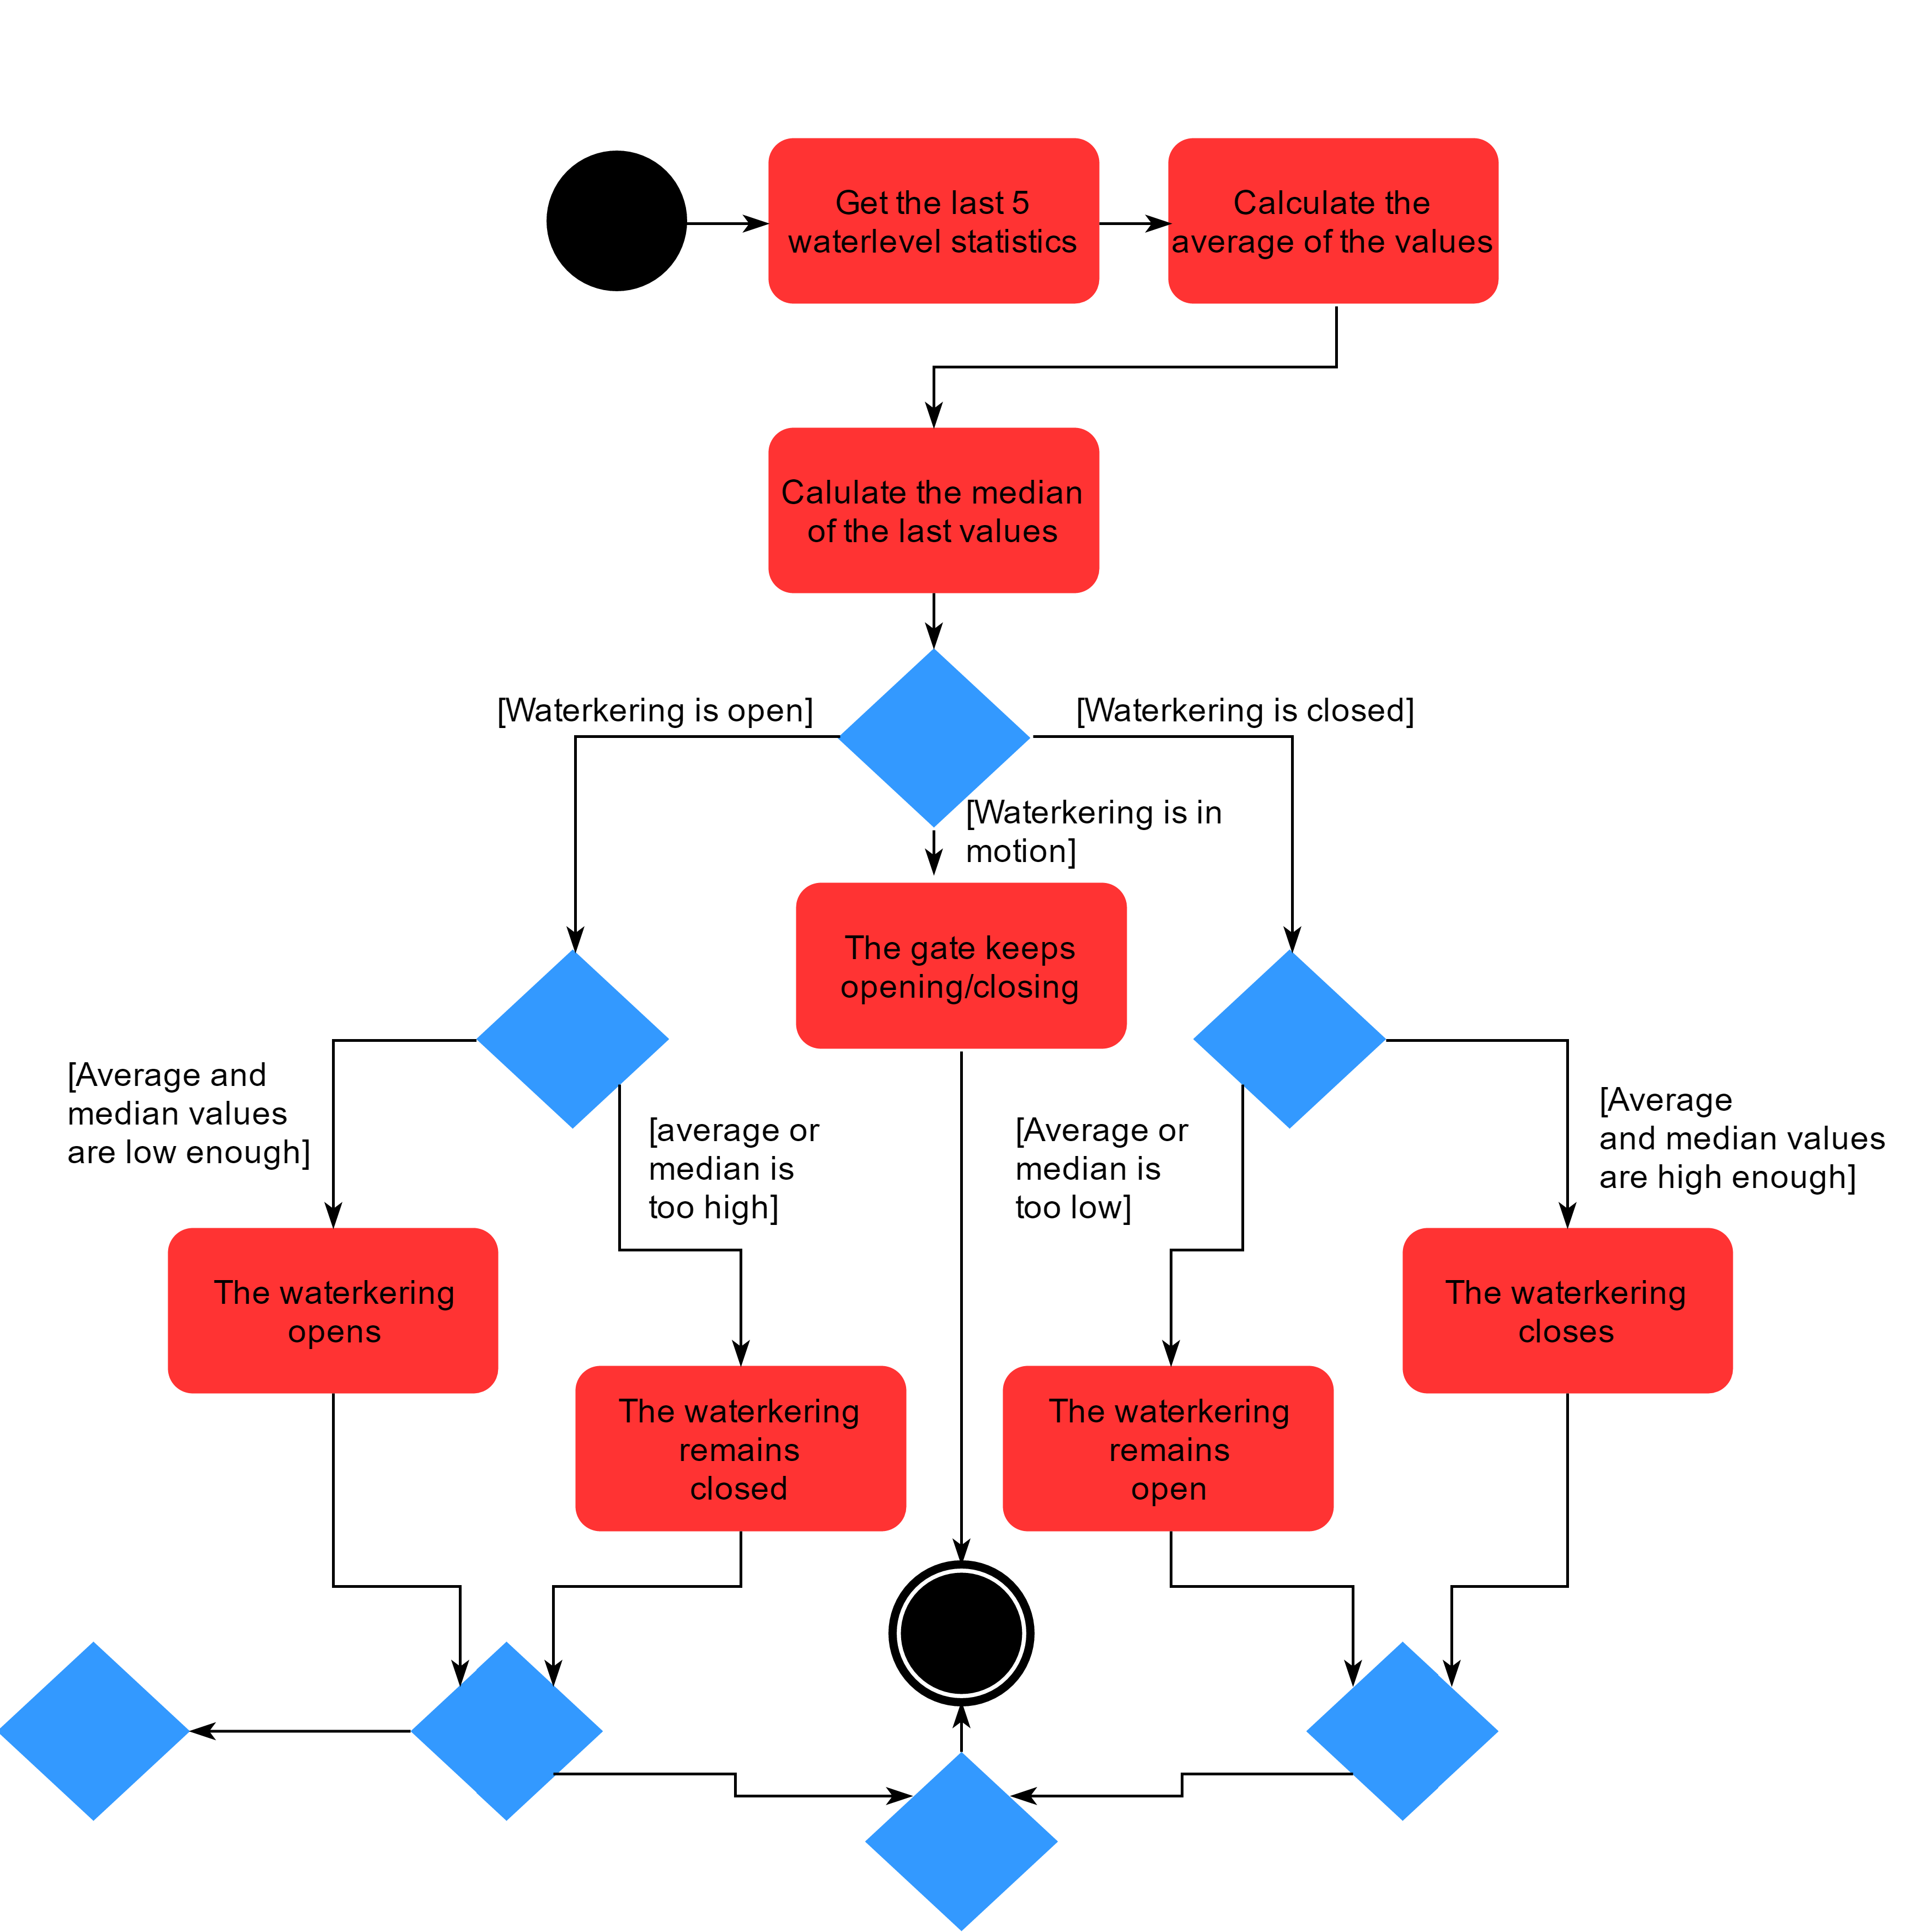 Get the last 5
waterlevel statistics
Calculate the
average of the values
Calulate the median
of the last values
[Waterkering is open]
[Waterkering is closed]
[Waterkering is in
motion]
The gate keeps
opening/closing
[Average and
median values
are low enough]
[average or
median is
too high]
[Average or
median is
too low]
[Average
and median values
are high enough]
The waterkering
opens
The waterkering
remains
closed
The waterkering
remains
open
The waterkering
closes